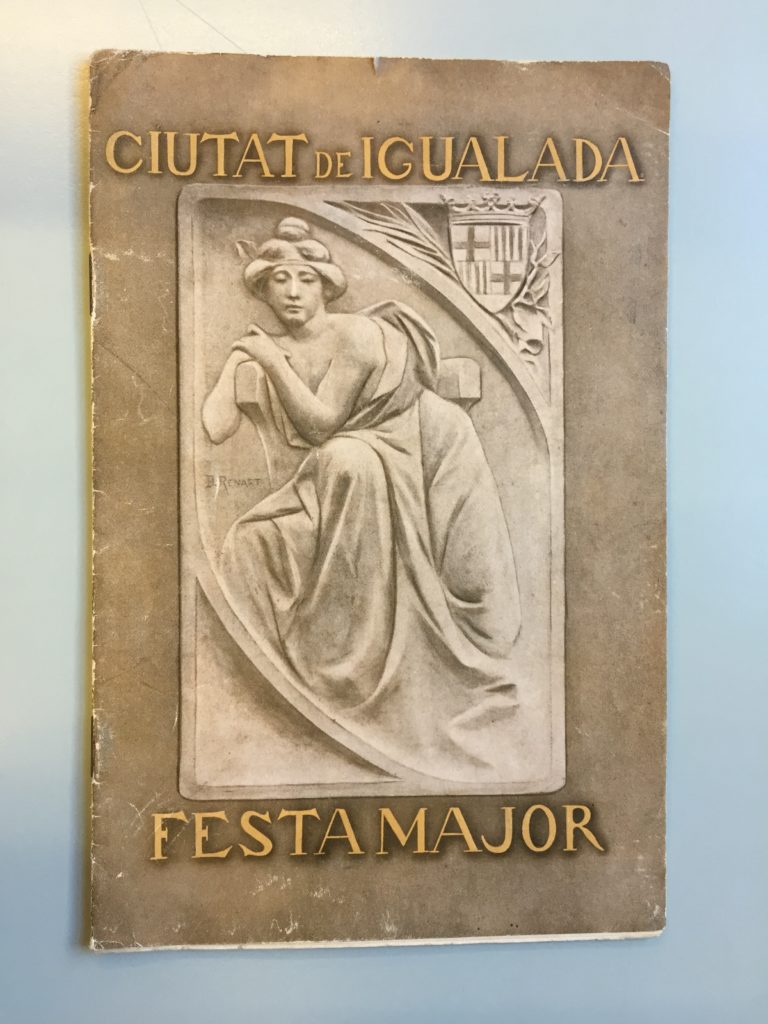 CIUTAT DE IGUALADA
D. RENART
FESTA MAJOR